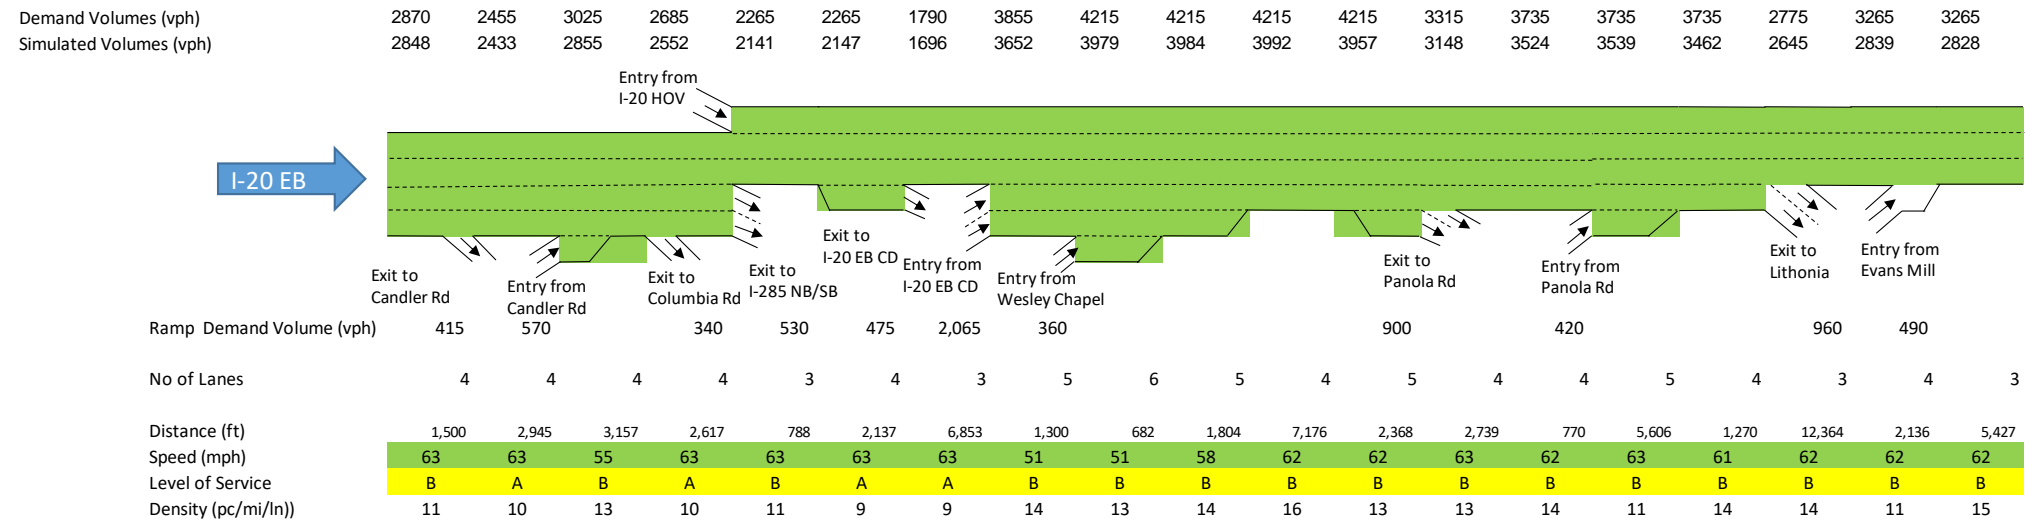 Demand Volumes (vph) 2870 2455 3025 2685 2265 2265 1790 3855 4215 4215 4215 4215 3315 3735 3735 3735 2775 3265 3265
Simulated Volumes (vph) 2848 2433 2855 2552 2141 2147 1696 3652 3979 3984 3992 3957 3148 3524 3539 3462 2645 2839 2828
Entry from
I-20 HOV
I-20 EB
Exit to
Candler Rd
Entry from
Candler Rd
Exit to
Columbia Rd
Exit to
I-285 NB/SB
Exit to
I-20 EB CD
Entry from
I-20 EB CD
Entry from
Wesley Chapel
Exit to
Panola Rd
Entry from
Panola Rd
Exit to
Lithonia
Entry from
Evans Mill
Ramp Demand Volume (vph) 415 570 340 530 475 2,065 360 900 420 960 490
No of Lanes 4 4 4 4 3 4 3 5 6 5 4 5 4 4 5 4 3 4 3
Distance (ft) 1,500 2,945 3,157 2,617 788 2,137 6,853 1,300 682 1,804 7,176 2,368 2,739 770 5,606 1,270 12,364 2,136 5,427
Speed (mph) 63 63 55 63 63 63 63 51 51 58 62 62 63 62 63 61 62 62 62
Level of Service B A B A B A A B B B B B B B B B B B B
Density (pc/mi/ln)) 11 10 13 10 11 9 9 14 13 14 16 13 13 14 11 14 14 11 15